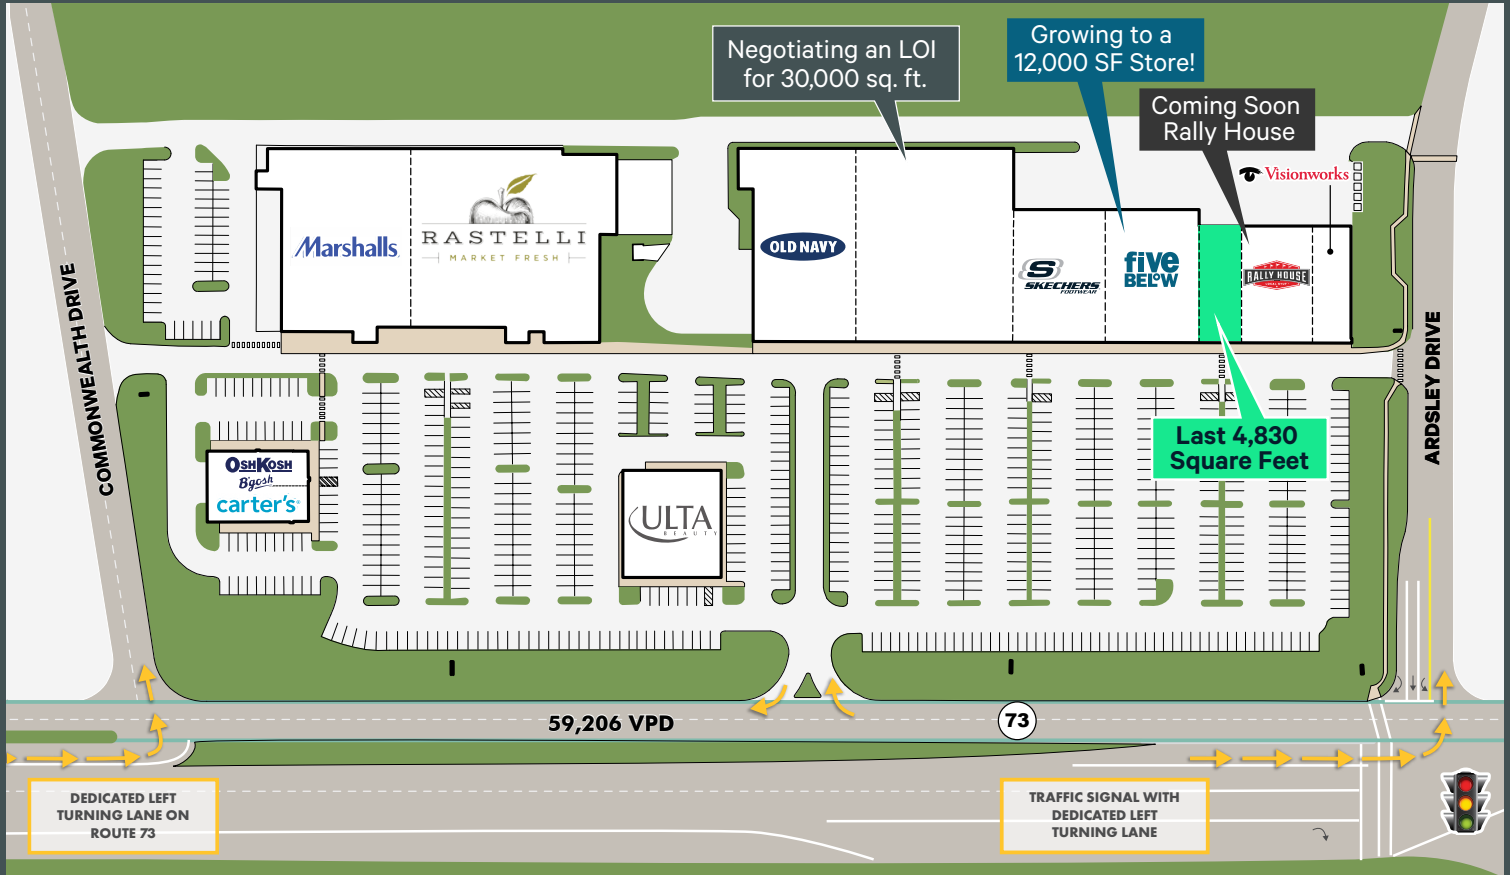 Negotiating an LOI
for 30,000 sq. ft.
Growing to a
12,000 SF Store!
Coming Soon
Rally House
Visionworks
Marshalls
RASTELLI
MARKET FRESH
OLD NAVY
S
SKECHERS
FOOTWEAR
five
BELOW
RALLY HOUSE
COMMONWEALTH DRIVE
ARDSLEY DRIVE
Last 4,830
Square Feet
OSHKOSH
B'gosh
carter's
ULTA
BEAUTY
59,206 VPD
73
DEDICATED LEFT
TURNING LANE ON
ROUTE 73
TRAFFIC SIGNAL WITH
DEDICATED LEFT
TURNING LANE